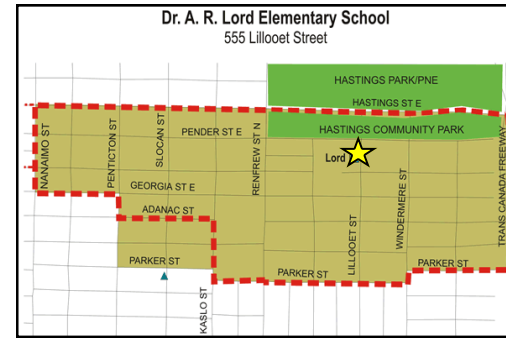 Dr. A. R. Lord Elementary School
555 Lillooet Street
HASTINGS PARK/PNE
HASTINGS ST E
HASTINGS COMMUNITY PARK
PENDER ST E
Lord
NANAIMO ST
PENTICTON ST
SLOCAN ST
RENFREW ST N
GEORGIA ST E
ADANAC ST
LILLOOET ST
WINDERMERE ST
TRANS CANADA FREEWAY
PARKER ST
PARKER ST
PARKER ST
KASLO ST